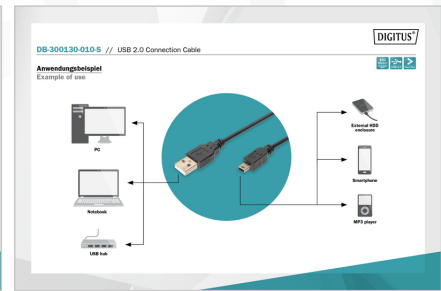 DIGITUS®
DB-300130-010-S // USB 2.0 Connection Cable
Anwendungsbeispiel
Example of use
PC
Notebook
USB hub
External HDD
enclosure
Smartphone
MP3 player